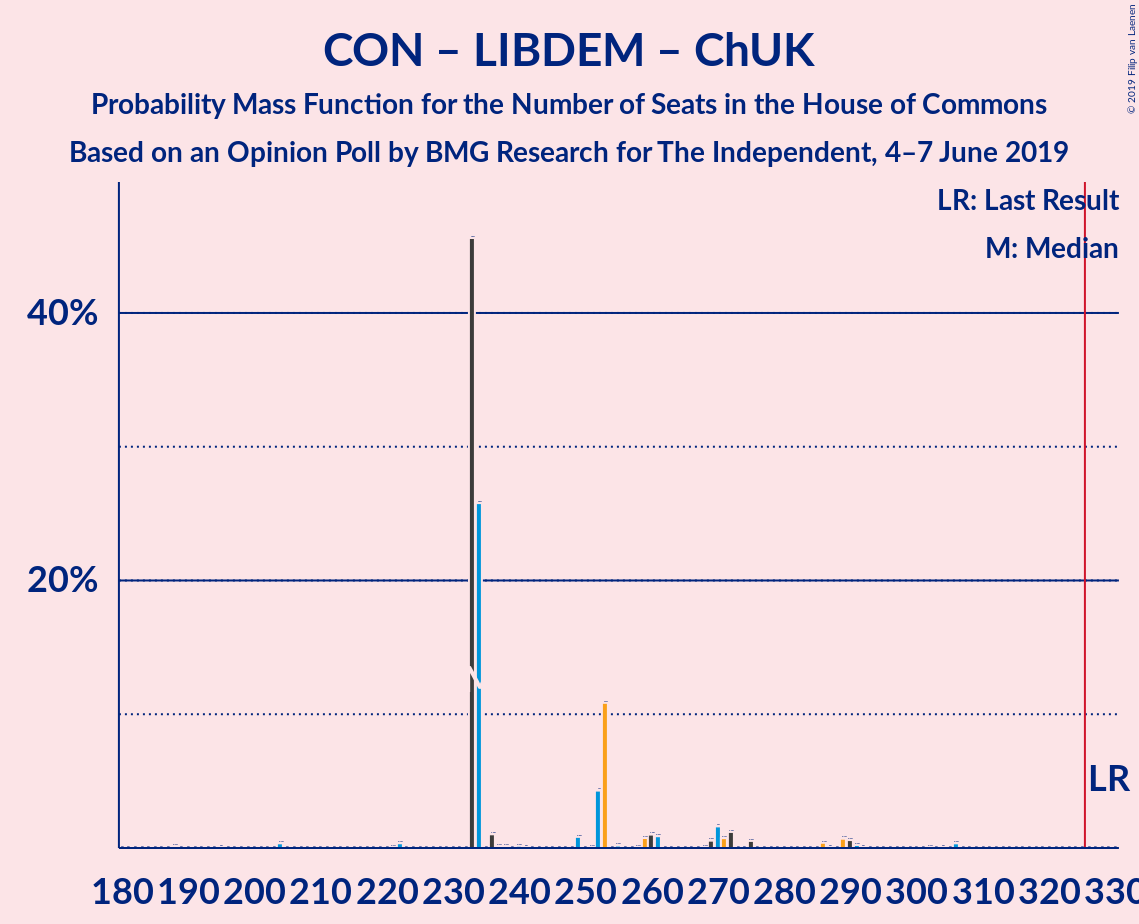 CON – LIBDEM – ChUK
Probability Mass Function for the Number of Seats in the House of Commons
Based on an Opinion Poll by BMG Research for The Independent, 4–7 June 2019
© 2019 Filip van Laenen
LR: Last Result
M: Median
40%
20%
M
LR
180 190 200 210 220 230 240 250 260 270 280 290 300 310 320 330